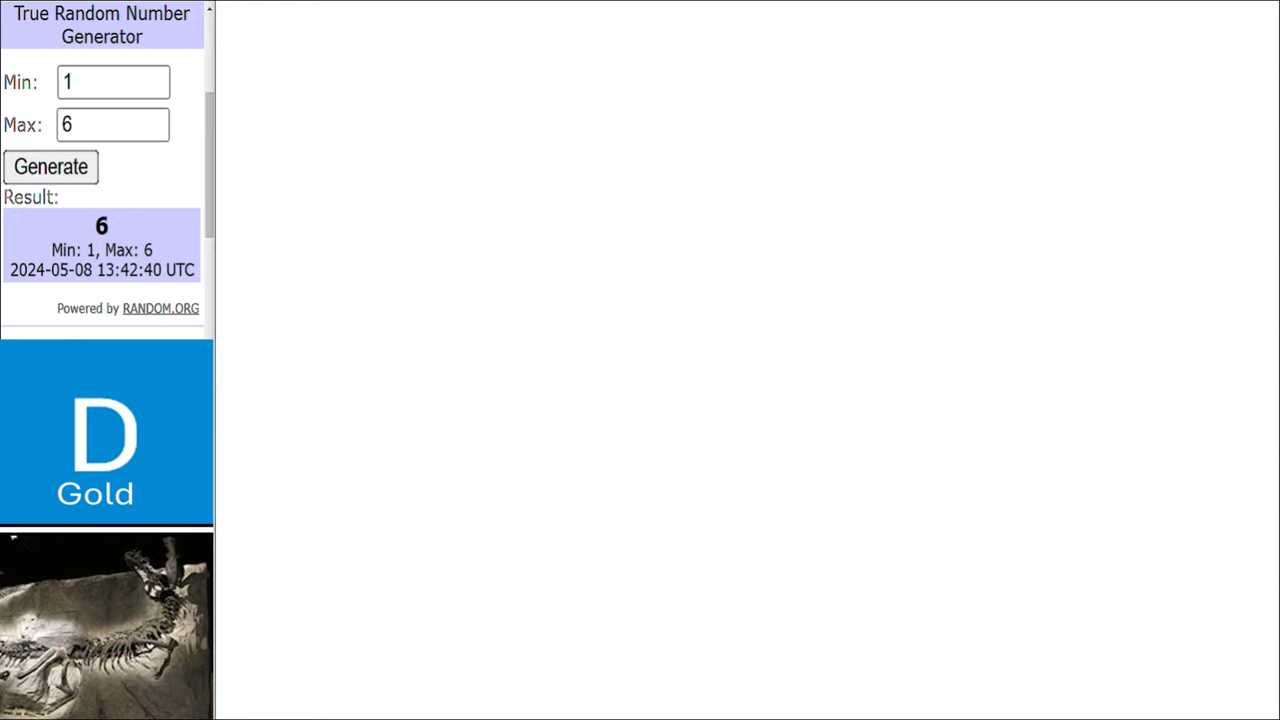 True Random Number
Generator
Min: 1
Max: 6
Generate
Result:
6
Min: 1, Max: 6
2024-05-08 13:42:40 UTC
Powered by RANDOM.ORG
D
Gold